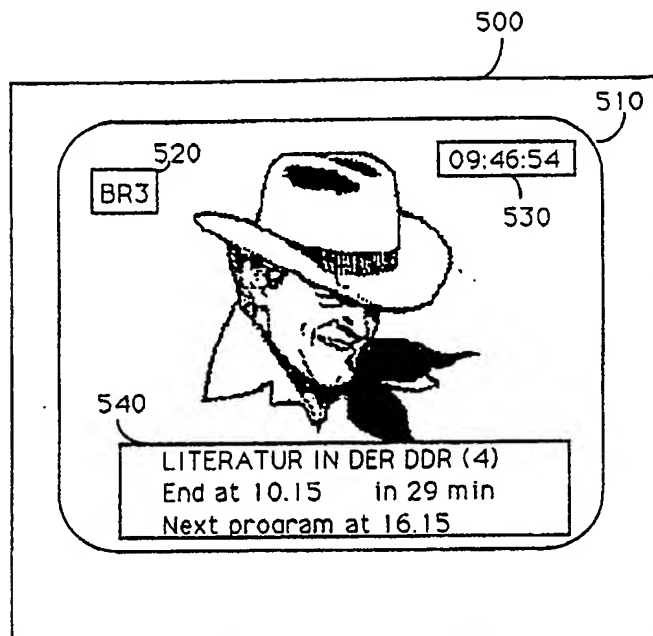 500
510
520
09:46:54
BR3
530
540
LITERATUR IN DER DDR (4)
End at 10.15 in 29 min
Next program at 16.15